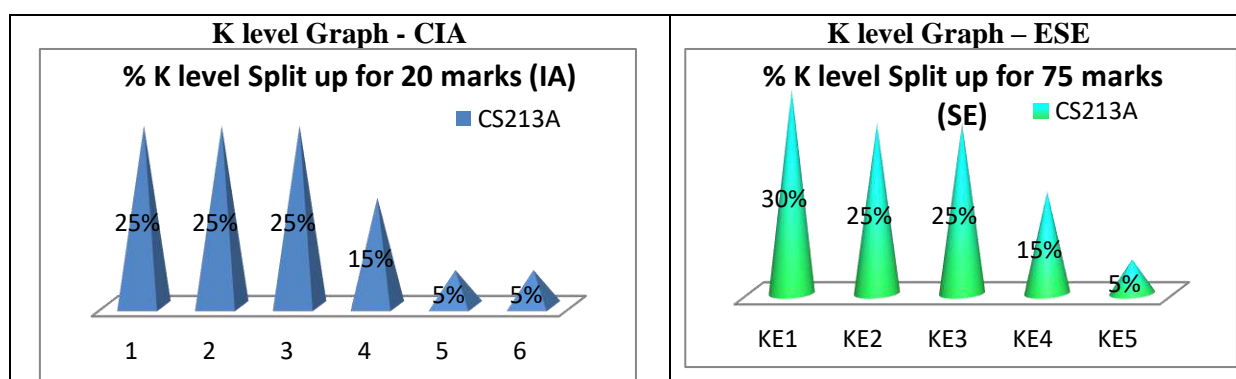 K level Graph - CIA
% K level Split up for 20 marks (IA)
CS213A
25%
25%
25%
15%
5%
5%
1 2 3 4 5 6
K level Graph – ESE
% K level Split up for 75 marks
(SE)
CS213A
30%
25%
25%
15%
5%
KE1 KE2 KE3 KE4 KE5